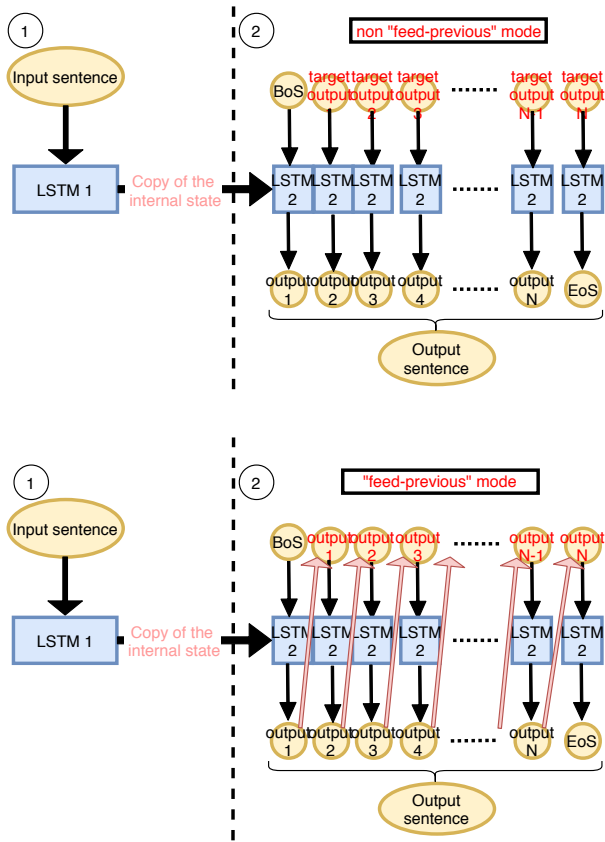 1
2
non "feed-previous" mode
Input sentence
BoS
target
output 1
target
output
2
target
output
3
........
target
output
N-1
target
output
N
LSTM 1
Copy of the
internal state
LSTM
2
LSTM
2
LSTM
2
LSTM
2
........
LSTM
2
LSTM
2
output
1
output
2
output
3
output
4
........
output
N
EoS
Output
sentence
1
2
"feed-previous" mode
Input sentence
BoS
output
1
output
2
output
3
........
output
N-1
output
N
LSTM 1
Copy of the
internal state
LSTM
2
LSTM
2
LSTM
2
LSTM
2
........
LSTM
2
LSTM
2
output
1
output
2
output
3
output
4
........
output
N
EoS
Output
sentence